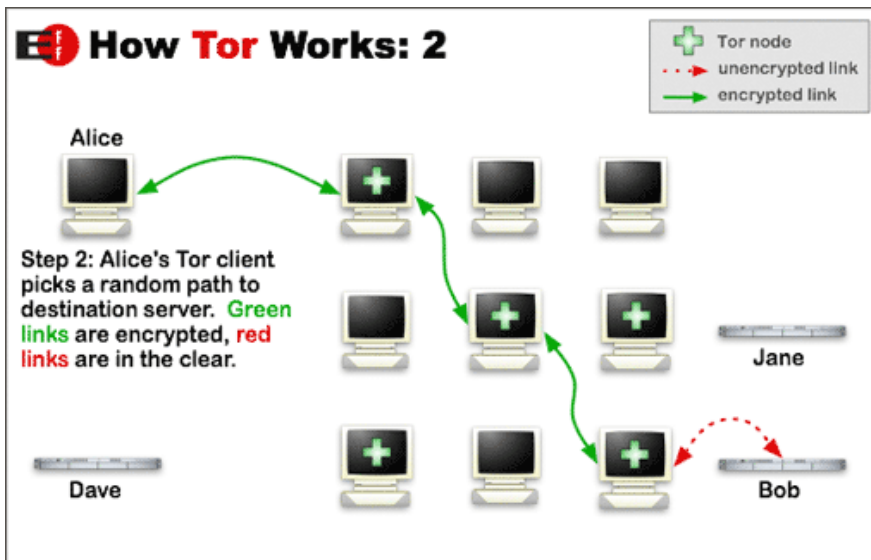 EFF How Tor Works: 2
Tor node
unencrypted link
encrypted link
Alice
Step 2: Alice's Tor client
picks a random path to
destination server. Green
links are encrypted, red
links are in the clear.
Jane
Dave
Bob